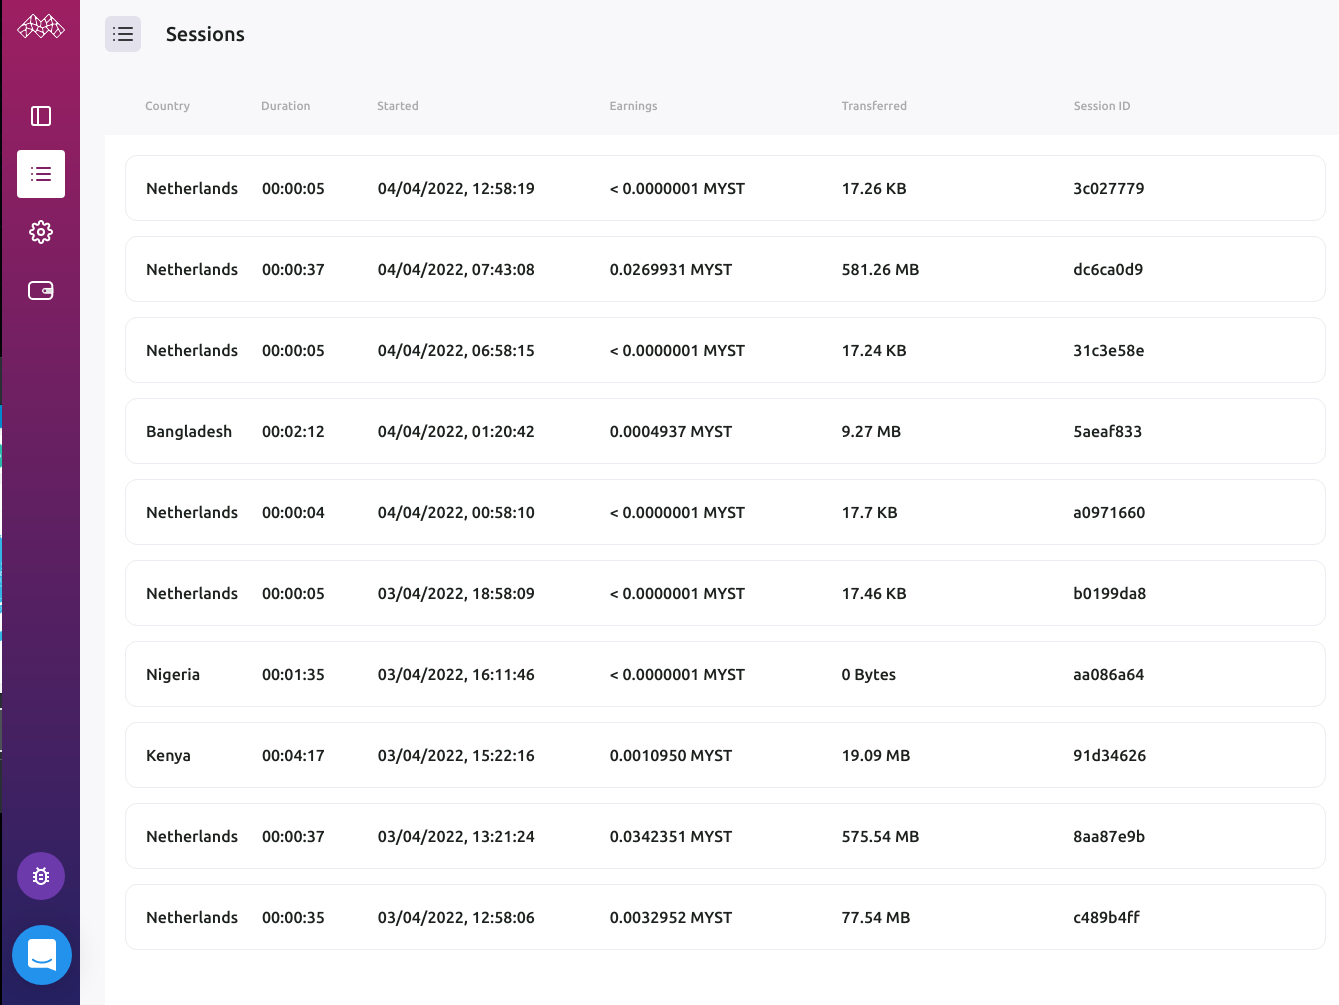 Sessions
Country Duration Started Earnings Transferred Session ID
Netherlands 00:00:05 04/04/2022, 12:58:19 < 0.0000001 MYST 17.26 KB 3c027779
Netherlands 00:00:37 04/04/2022, 07:43:08 0.0269931 MYST 581.26 MB dc6ca0d9
Netherlands 00:00:05 04/04/2022, 06:58:15 < 0.0000001 MYST 17.24 KB 31c3e58e
Bangladesh 00:02:12 04/04/2022, 01:20:42 0.0004937 MYST 9.27 MB 5aeaf833
Netherlands 00:00:04 04/04/2022, 00:58:10 < 0.0000001 MYST 17.7 KB a0971660
Netherlands 00:00:05 03/04/2022, 18:58:09 < 0.0000001 MYST 17.46 KB b0199da8
Nigeria 00:01:35 03/04/2022, 16:11:46 < 0.0000001 MYST 0 Bytes aa086a64
Kenya 00:04:17 03/04/2022, 15:22:16 0.0010950 MYST 19.09 MB 91d34626
Netherlands 00:00:37 03/04/2022, 13:21:24 0.0342351 MYST 575.54 MB 8aa87e9b
Netherlands 00:00:35 03/04/2022, 12:58:06 0.0032952 MYST 77.54 MB c489b4ff